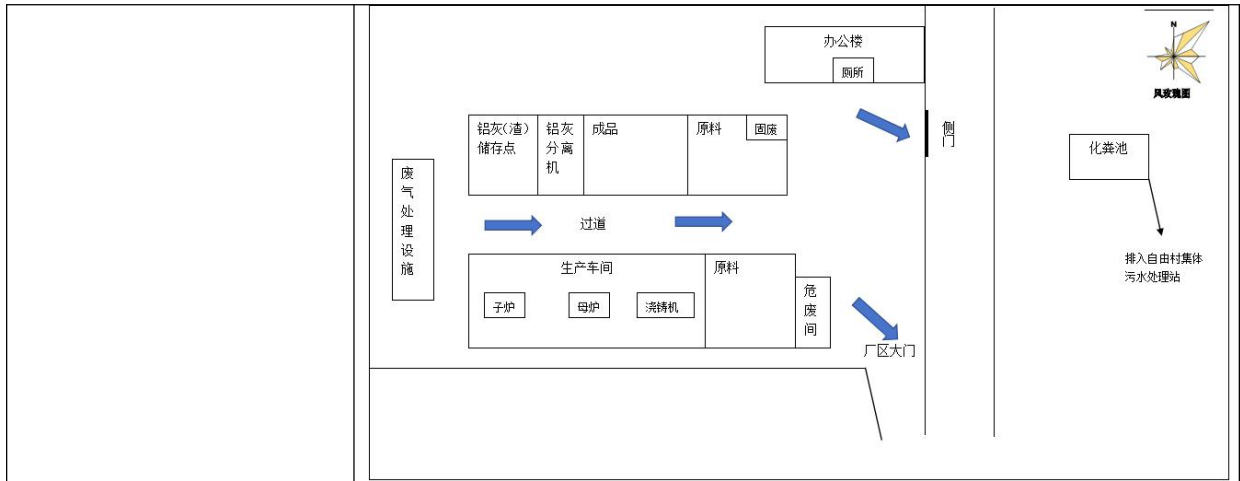 办公楼
厕所
N
风玫瑰图
铝灰(渣)
储存点
铝灰
分离
机
成品
原料
固废
侧门
化粪池
废气处理设施
过道
排入自由村集体
污水处理站
生产车间
原料
子炉
母炉
浇铸机
危废间
厂区大门